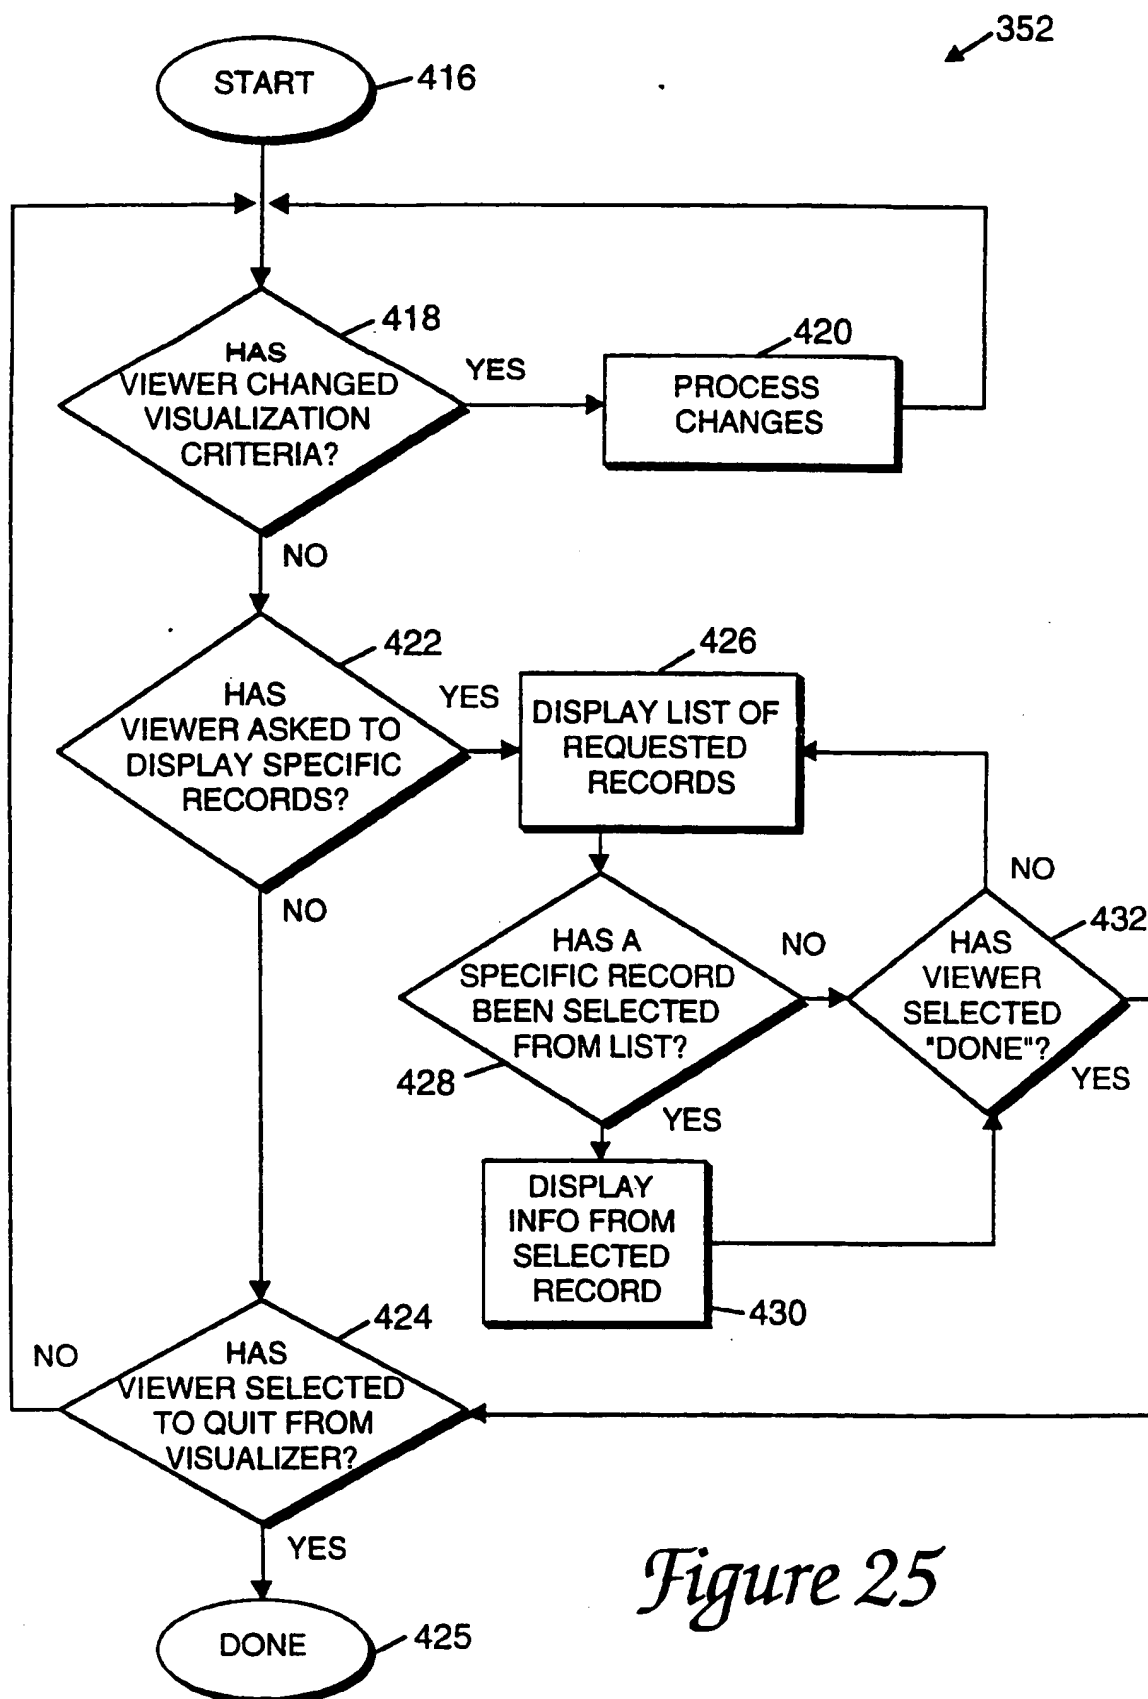 352
START
416
HAS
VIEWER CHANGED
VISUALIZATION
CRITERIA?
418
YES
420
PROCESS
CHANGES
NO
HAS
VIEWER ASKED TO
DISPLAY SPECIFIC
RECORDS?
422
YES
426
DISPLAY LIST OF
REQUESTED
RECORDS
NO
HAS A
SPECIFIC RECORD
BEEN SELECTED
FROM LIST?
428
NO
NO
432
HAS
VIEWER
SELECTED
"DONE"?
YES
YES
DISPLAY
INFO FROM
SELECTED
RECORD
430
424
HAS
VIEWER SELECTED
TO QUIT FROM
VISUALIZER?
NO
YES
DONE
425
Figure 25